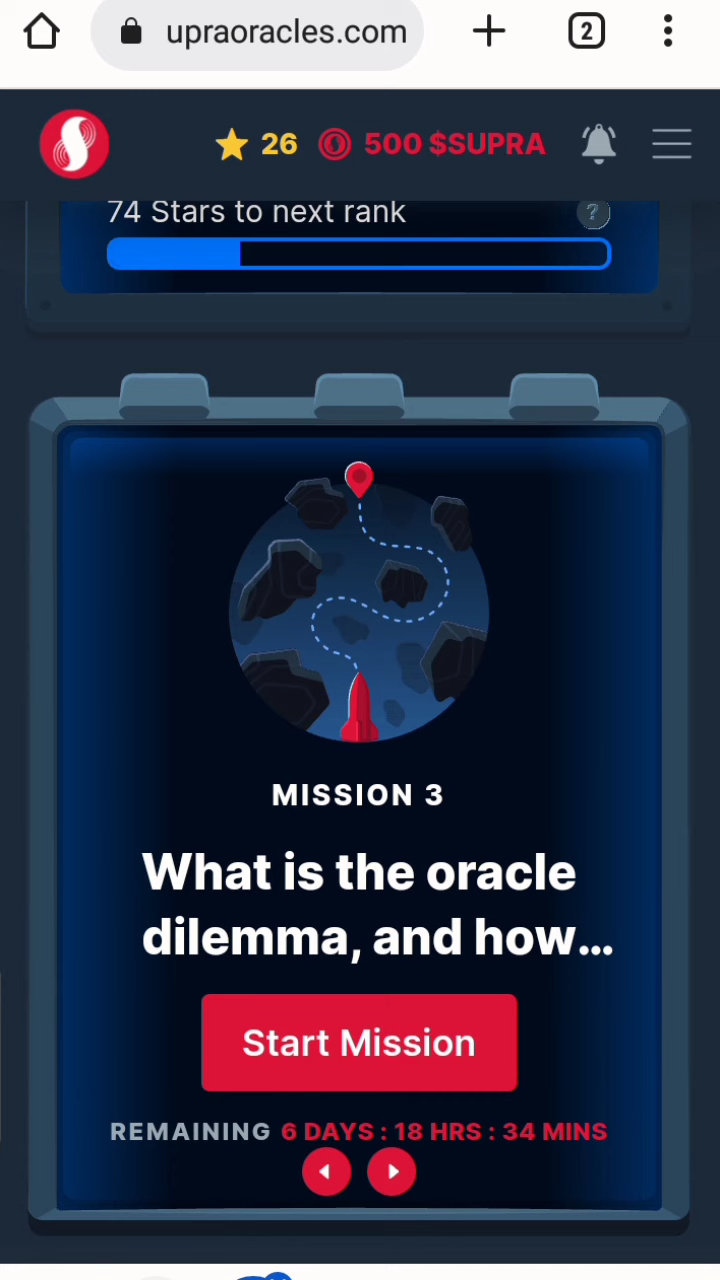 upraoracles.com
2
26
500 $SUPRA
74 Stars to next rank
?
MISSION 3
What is the oracle
dilemma, and how...
Start Mission
REMAINING 6 DAYS : 18 HRS : 34 MINS